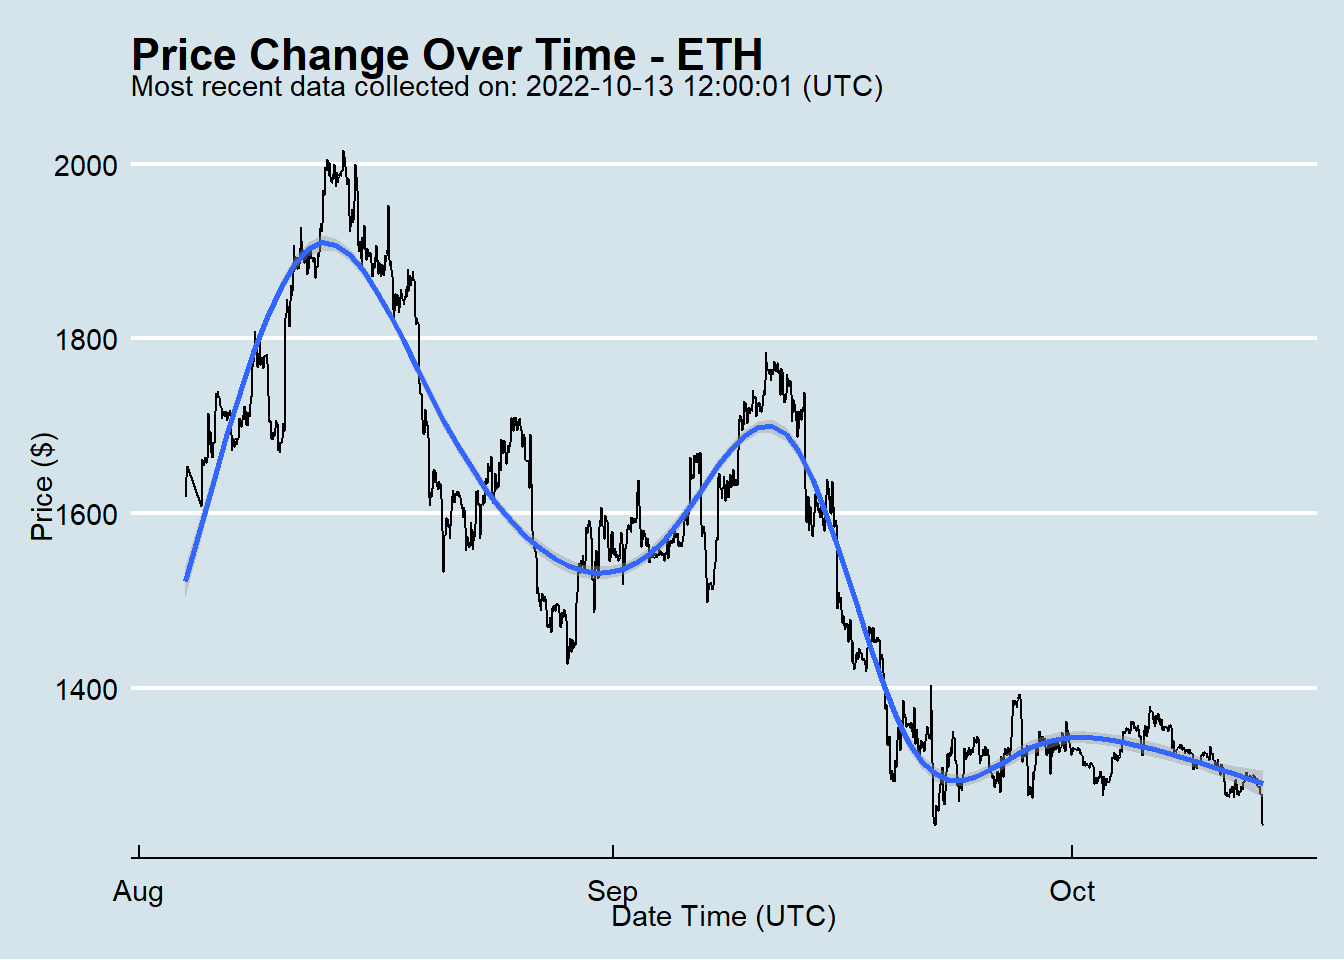 Price Change Over Time - ETH
Most recent data collected on: 2022-10-13 12:00:01 (UTC)
2000
1800
1600
1400
Price ($)
Aug
Sep
Oct
Date Time (UTC)